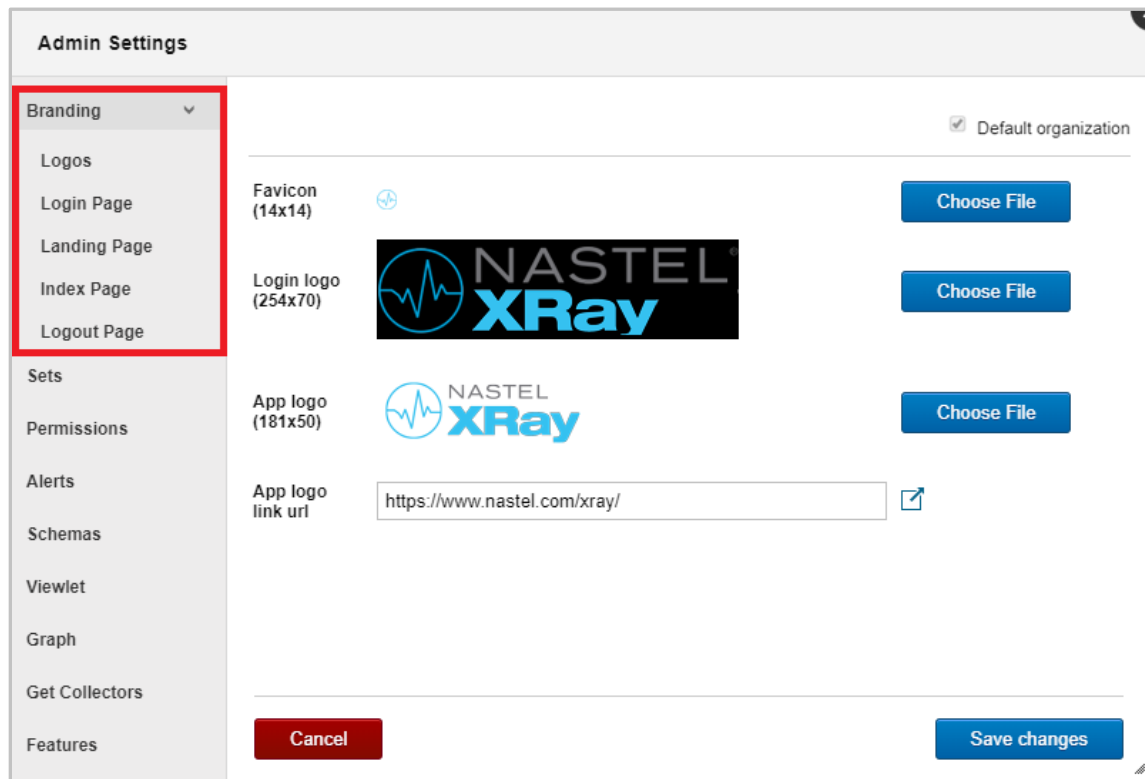 Admin Settings
Branding
Default organization
Logos
Login Page
Landing Page
Index Page
Logout Page
Sets
Permissions
Alerts
Schemas
Viewlet
Graph
Get Collectors
Features
Favicon
(14x14)
Choose File
Login logo
(254x70)
NASTEL®
XRay
Choose File
App logo
(181x50)
NASTEL
XRay
Choose File
App logo
link url
https://www.nastel.com/xray/
Cancel
Save changes